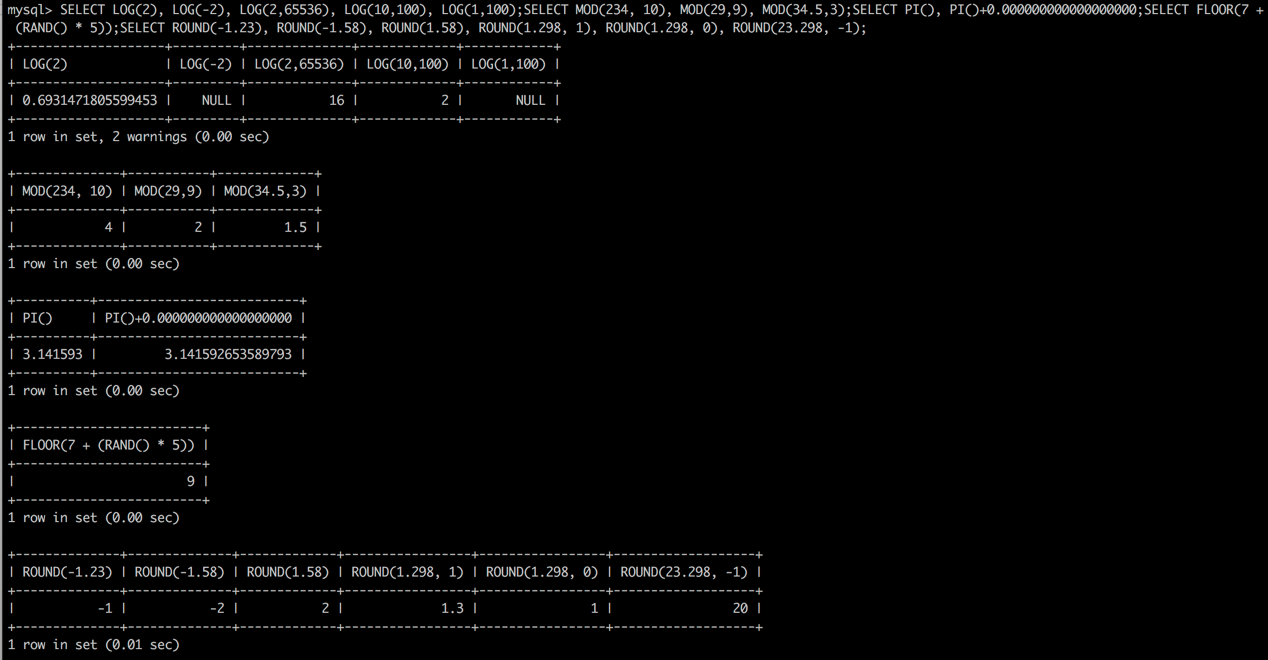 mysql> SELECT LOG(2), LOG(-2), LOG(2,65536), LOG(10,100), LOG(1,100);SELECT MOD(234, 10), MOD(29,9), MOD(34.5,3);SELECT PI(), PI()+0.000000000000000000;SELECT FLOOR(7 +
(RAND() * 5));SELECT ROUND(-1.23), ROUND(-1.58), ROUND(1.58), ROUND(1.298, 1), ROUND(1.298, 0), ROUND(23.298, -1);
+--------------------+---------+--------------+-------------+------------+
| LOG(2)             | LOG(-2) | LOG(2,65536) | LOG(10,100) | LOG(1,100) |
+--------------------+---------+--------------+-------------+------------+
| 0.6931471805599453 |    NULL |           16 |           2 |       NULL |
+--------------------+---------+--------------+-------------+------------+
1 row in set, 2 warnings (0.00 sec)

+--------------+-----------+-------------+
| MOD(234, 10) | MOD(29,9) | MOD(34.5,3) |
+--------------+-----------+-------------+
|            4 |         2 |         1.5 |
+--------------+-----------+-------------+
1 row in set (0.00 sec)

+----------+---------------------------+
| PI()     | PI()+0.000000000000000000 |
+----------+---------------------------+
| 3.141593 |         3.141592653589793 |
+----------+---------------------------+
1 row in set (0.00 sec)

+-------------------------+
| FLOOR(7 + (RAND() * 5)) |
+-------------------------+
|                       9 |
+-------------------------+
1 row in set (0.00 sec)

+--------------+--------------+-------------+-----------------+-----------------+-------------------+
| ROUND(-1.23) | ROUND(-1.58) | ROUND(1.58) | ROUND(1.298, 1) | ROUND(1.298, 0) | ROUND(23.298, -1) |
+--------------+--------------+-------------+-----------------+-----------------+-------------------+
|           -1 |           -2 |           2 |             1.3 |               1 |                20 |
+--------------+--------------+-------------+-----------------+-----------------+-------------------+
1 row in set (0.01 sec)